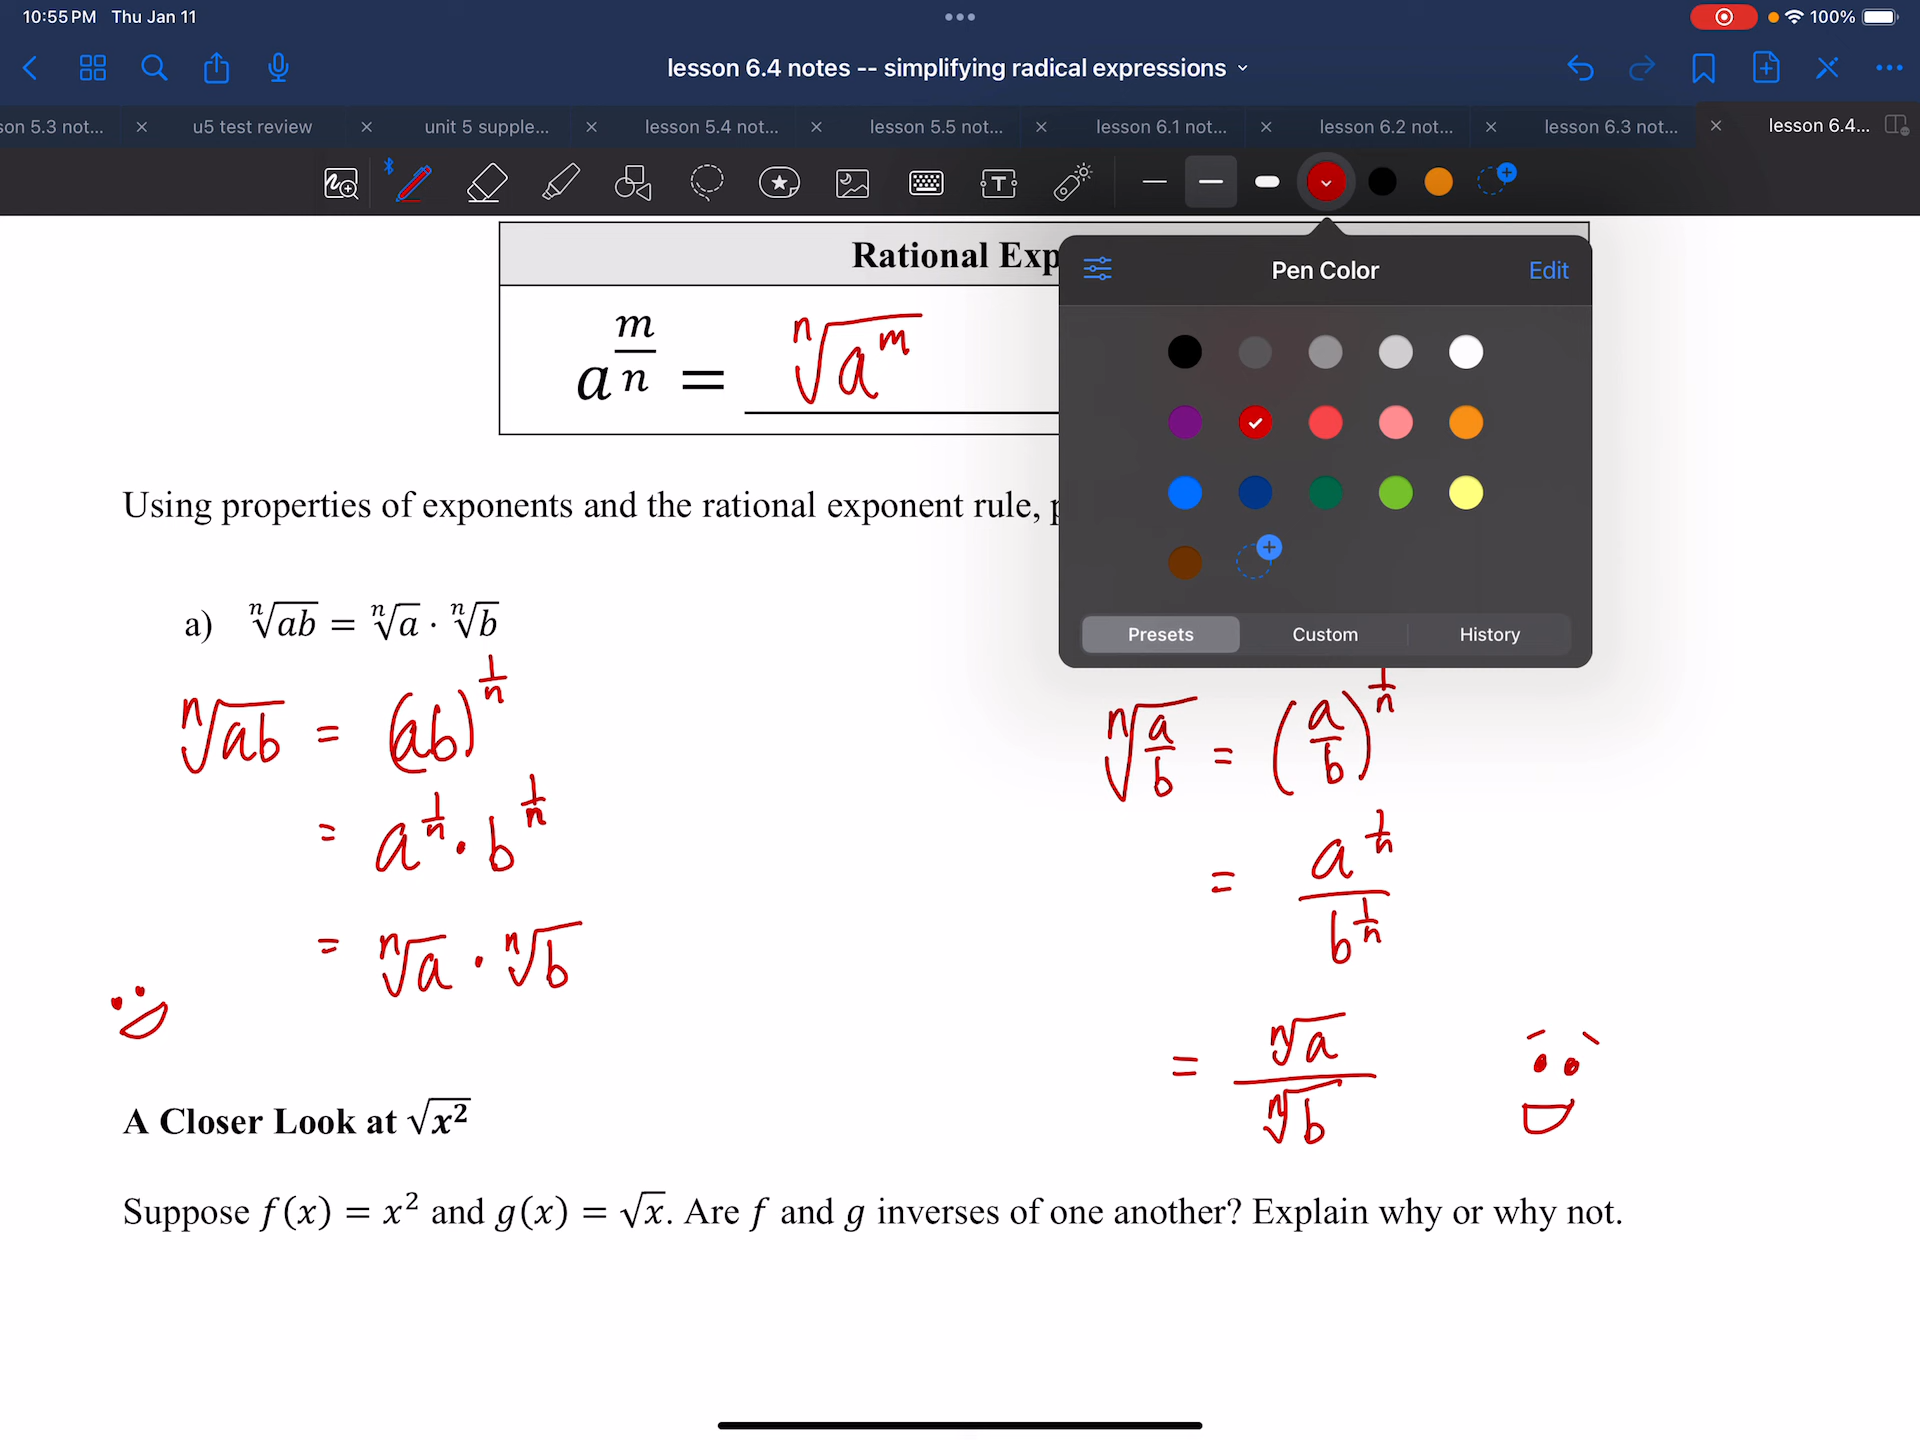 10:55 PM Thu Jan 11 100%
lesson 6.4 notes -- simplifying radical expressions
son 5.3 not... u5 test review unit 5 supple... lesson 5.4 not... lesson 5.5 not... lesson 6.1 not... lesson 6.2 not... lesson 6.3 not... lesson 6.4...
T
Rational Exp
a^(m/n) = ⁿ√(a^m)
Pen Color Edit
Presets Custom History
Using properties of exponents and the rational exponent rule, p
a) ⁿ√(ab) = ⁿ√a · ⁿ√b
ⁿ√(ab) = (ab)^(1/n)
= a^(1/n) · b^(1/n)
= ⁿ√a · ⁿ√b
ⁿ√(a/b) = (a/b)^(1/n)
= a^(1/n) / b^(1/n)
= ⁿ√a / ⁿ√b
A Closer Look at √(x²)
Suppose f(x) = x² and g(x) = √x. Are f and g inverses of one another? Explain why or why not.